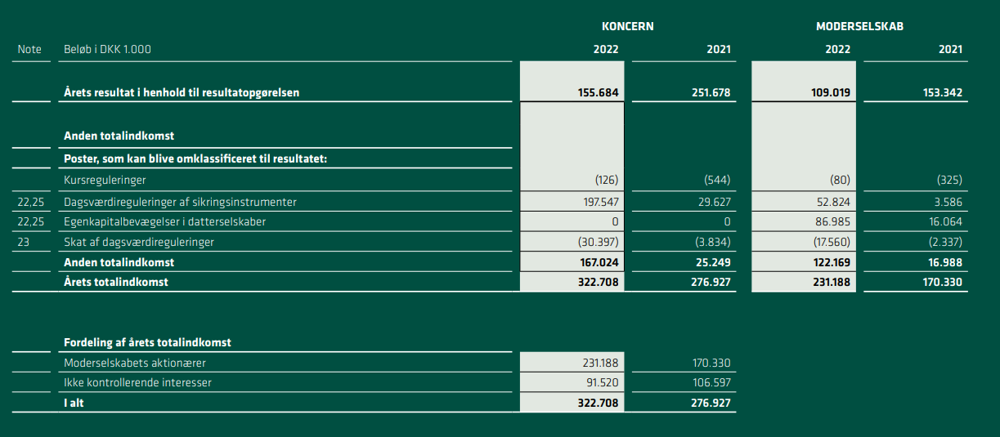 KONCERN MODERSELSKAB
Note Beløb i DKK 1.000 2022 2021 2022 2021
Årets resultat i henhold til resultatopgørelsen 155.684 251.678 109.019 153.342
Anden totalindkomst
Poster, som kan blive omklassificeret til resultatet:
Kursreguleringer (126) (544) (80) (325)
22,25 Dagsværdireguleringer af sikringsinstrumenter 197.547 29.627 52.824 3.586
22,25 Egenkapitalbevægelser i datterselskaber 0 0 86.985 16.064
23 Skat af dagsværdireguleringer (30.397) (3.834) (17.560) (2.337)
Anden totalindkomst 167.024 25.249 122.169 16.988
Årets totalindkomst 322.708 276.927 231.188 170.330
Fordeling af årets totalindkomst
Moderselskabets aktionærer 231.188 170.330
Ikke kontrollerende interesser 91.520 106.597
I alt 322.708 276.927